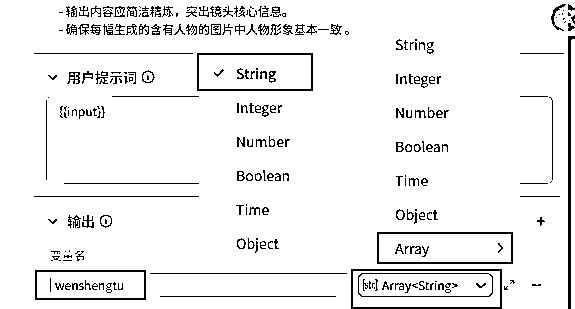 - 输出内容应简洁精炼，突出镜头核心信息。
- 确保每幅生成的含有人物的图片中人物形象基本一致。
用户提示词
{{input}}
String
Integer
Number
Boolean
Time
Object
String
Integer
Number
Boolean
Time
Object
Array
输出
变量名
wenshengtu
[str] Array<String>